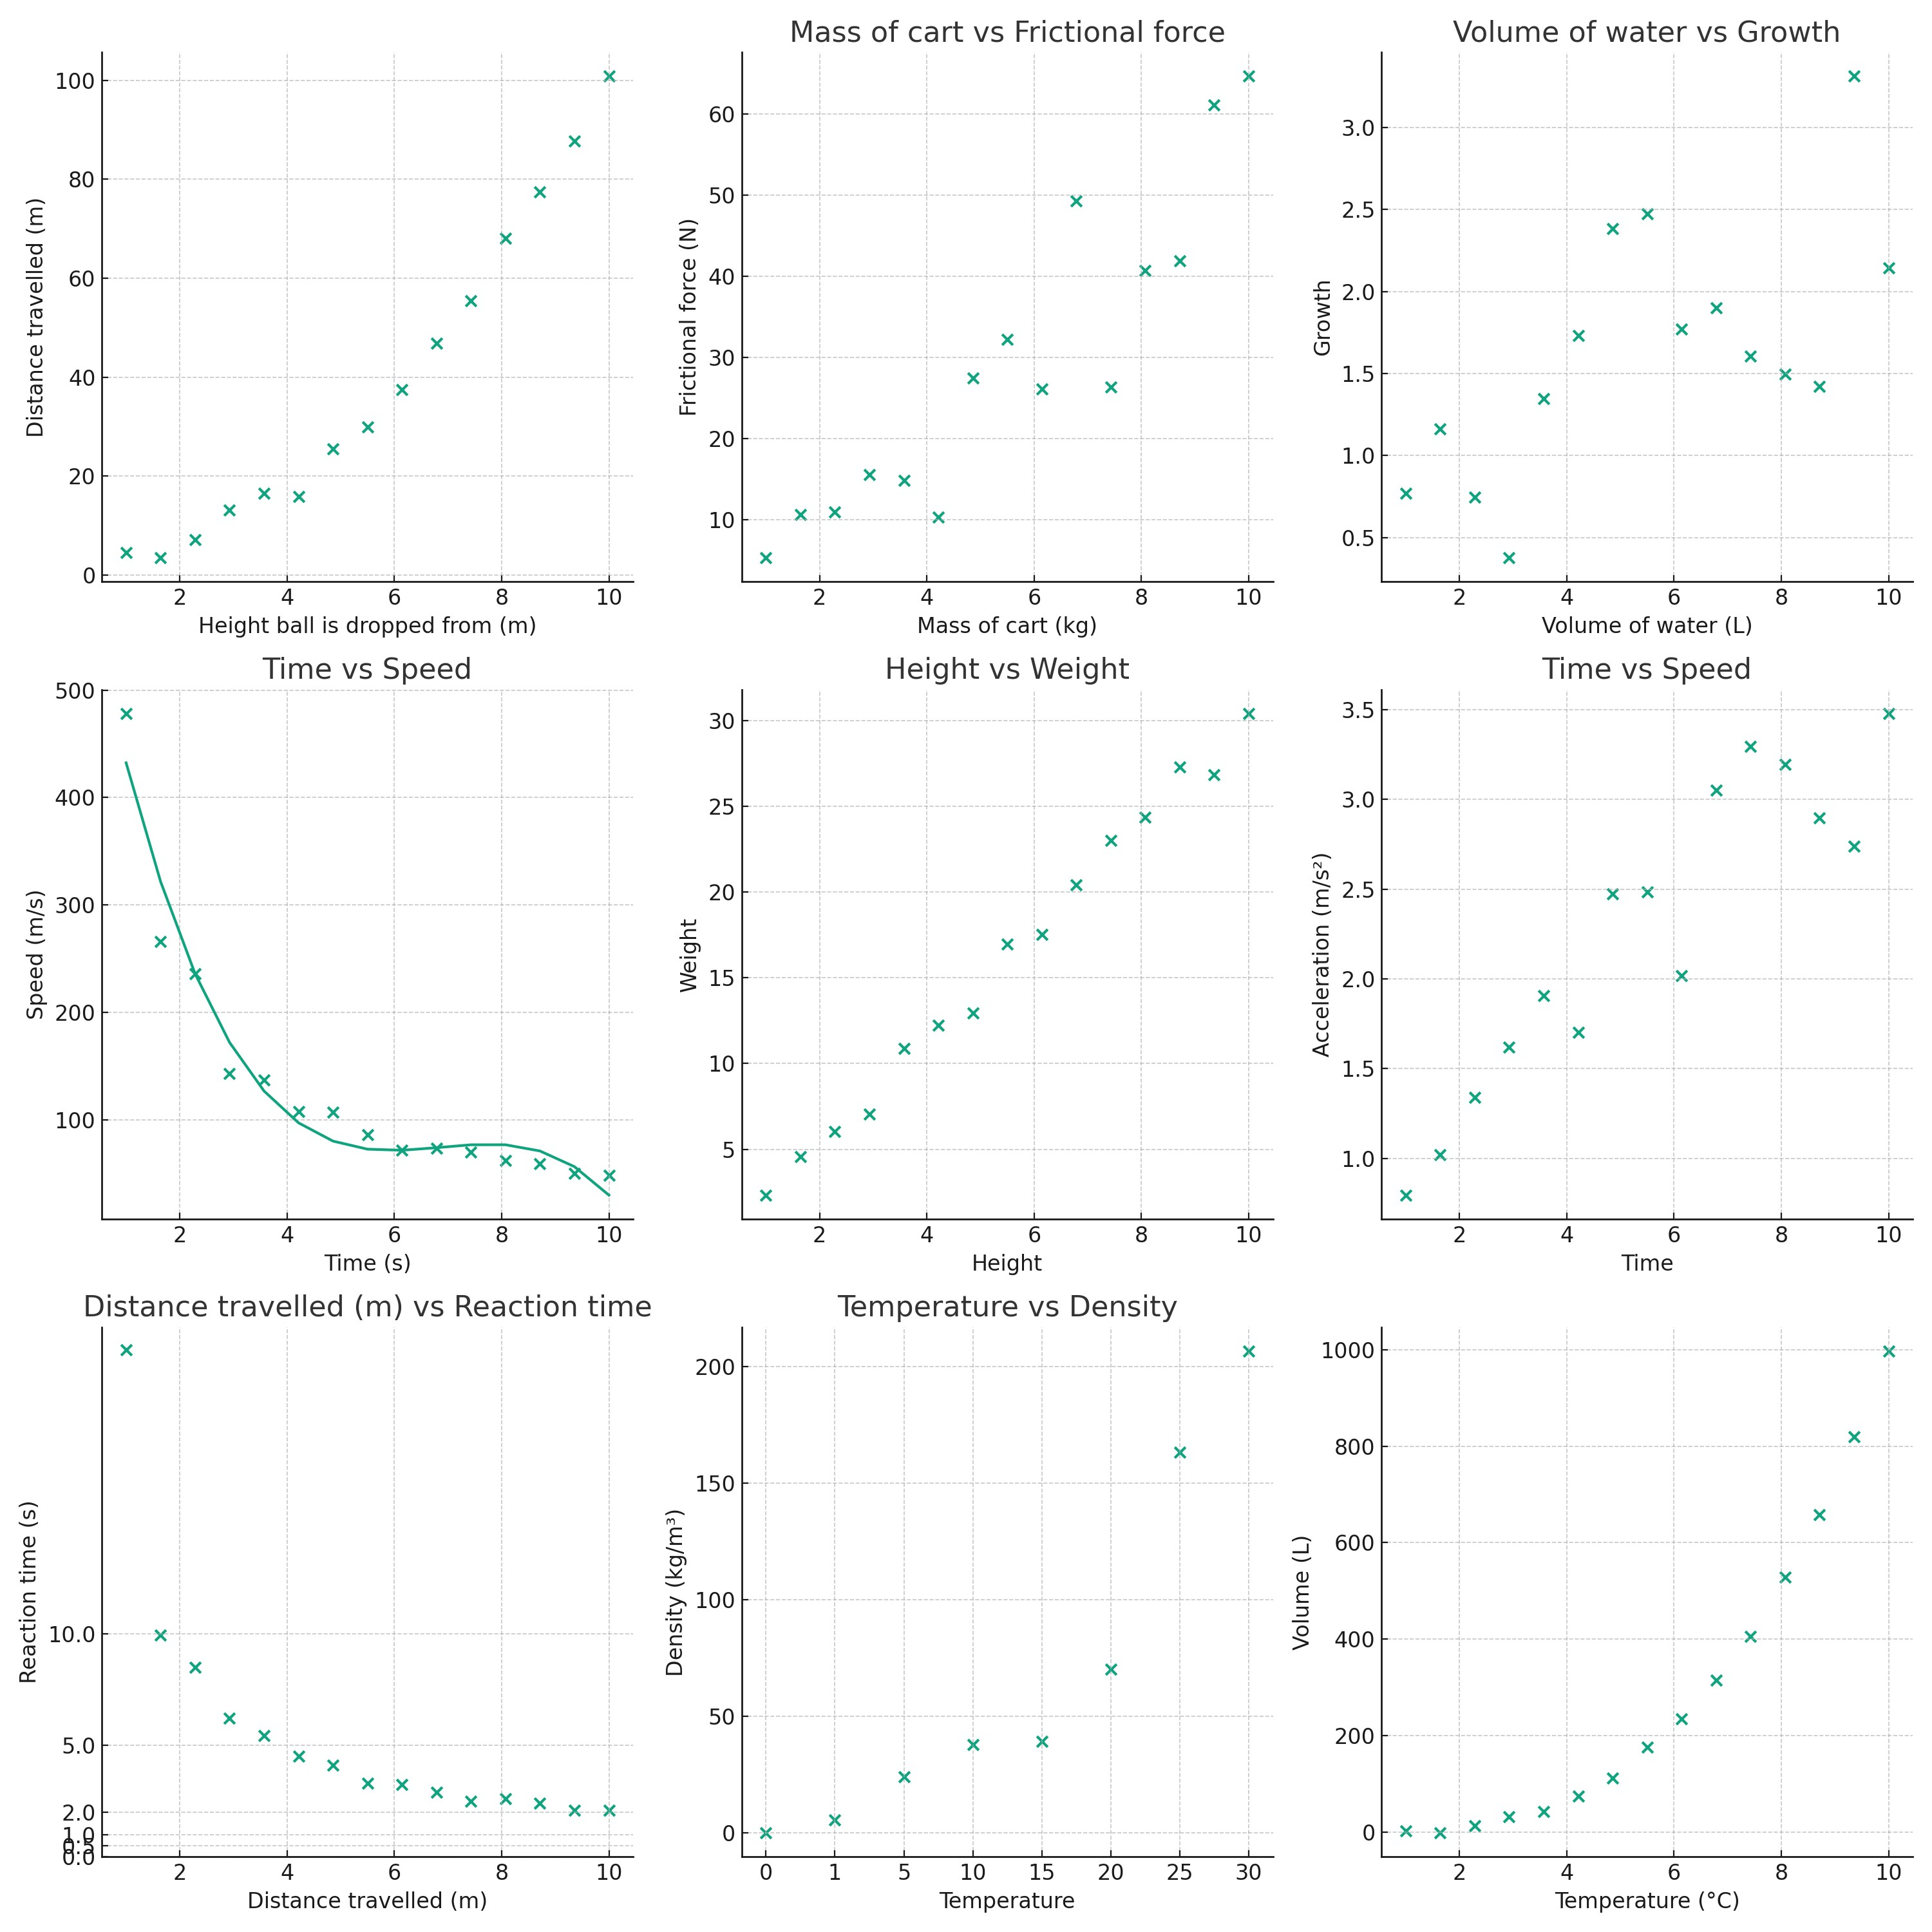 Mass of cart vs Frictional force
Volume of water vs Growth
100
80
60
40
20
0
Distance travelled (m)
2 4 6 8 10
Height ball is dropped from (m)
60
50
40
30
20
10
Frictional force (N)
2 4 6 8 10
Mass of cart (kg)
3.0
2.5
2.0
1.5
1.0
0.5
Growth
2 4 6 8 10
Volume of water (L)
Time vs Speed
500
400
300
200
100
Speed (m/s)
2 4 6 8 10
Time (s)
Height vs Weight
30
25
20
15
10
5
Weight
2 4 6 8 10
Height
Time vs Speed
3.5
3.0
2.5
2.0
1.5
1.0
Acceleration (m/s²)
2 4 6 8 10
Time
Distance travelled (m) vs Reaction time
10.0
5.0
2.0
1.0
0.5
0.0
Reaction time (s)
2 4 6 8 10
Distance travelled (m)
Temperature vs Density
200
150
100
50
0
Density (kg/m³)
0 1 5 10 15 20 25 30
Temperature
1000
800
600
400
200
0
Volume (L)
2 4 6 8 10
Temperature (°C)